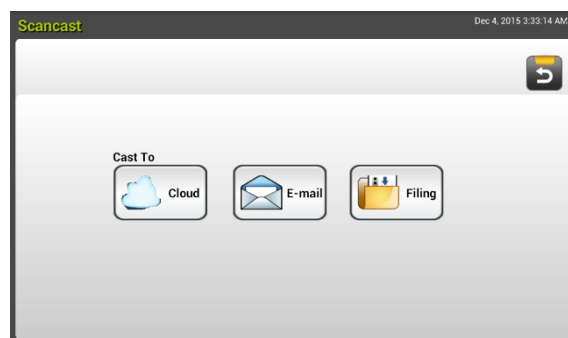 Scancast
Dec 4, 2015 3:33:14 AM
Cast To
Cloud
E-mail
Filing